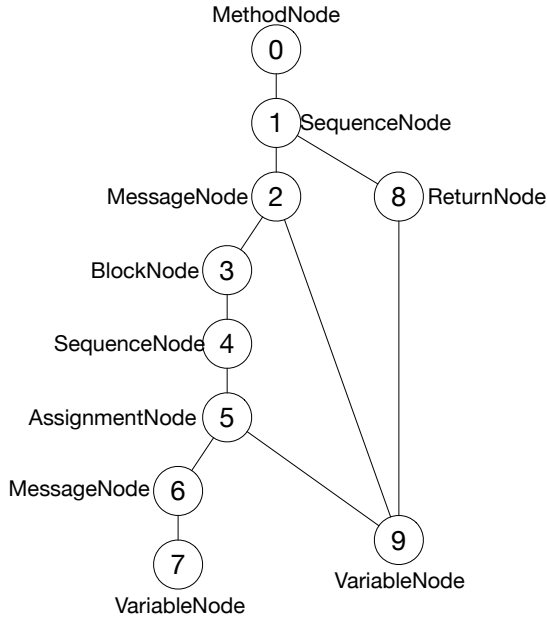 MethodNode
0
1 SequenceNode
MessageNode 2 8 ReturnNode
BlockNode 3
SequenceNode 4
AssignmentNode 5
MessageNode 6
9
7 VariableNode
VariableNode